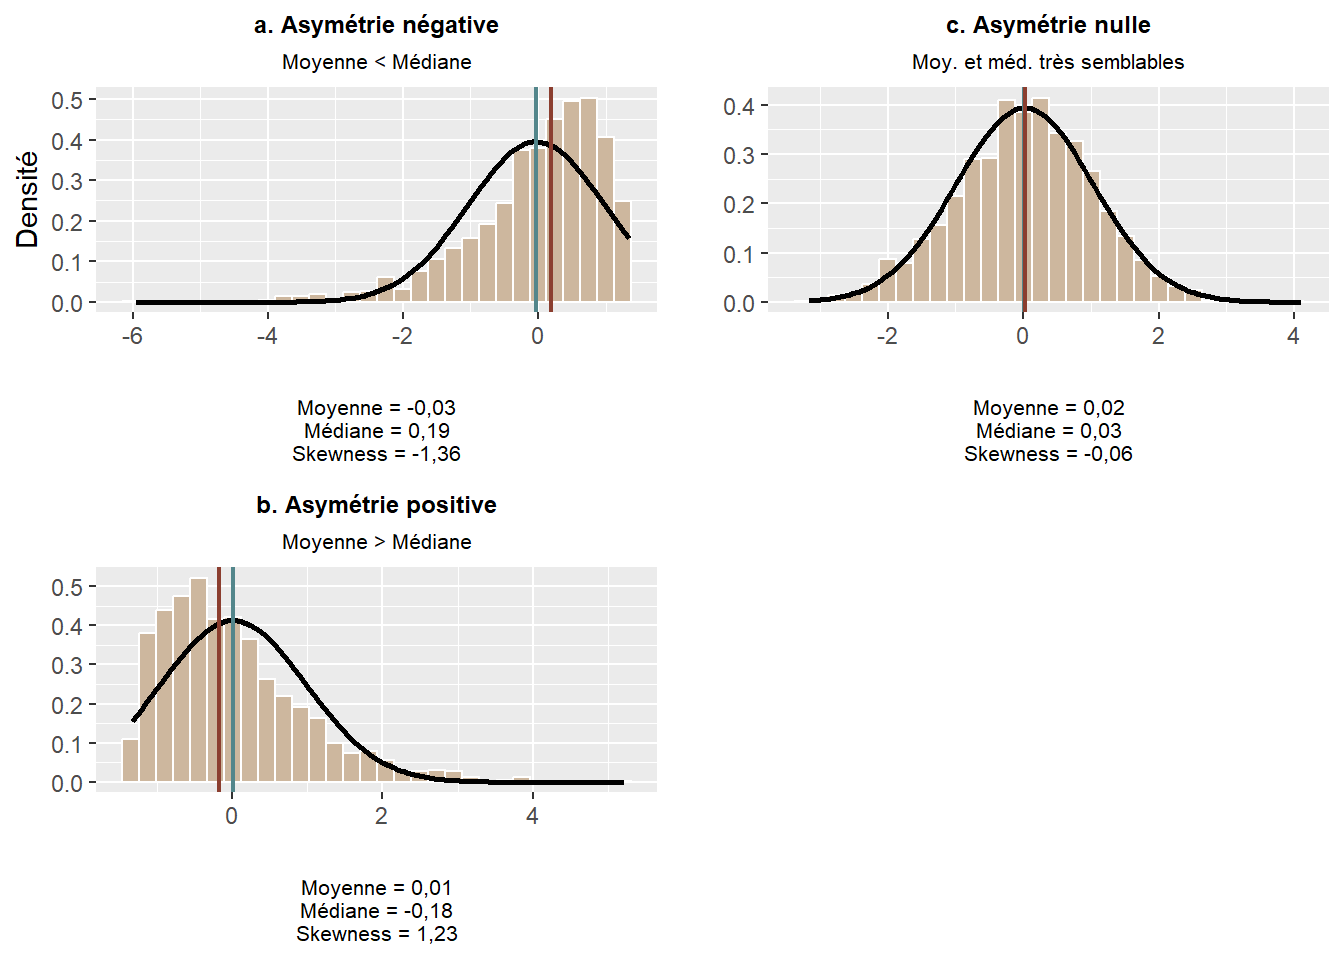 a. Asymétrie négative
Moyenne < Médiane
Densité
0.5
0.4
0.3
0.2
0.1
0.0
-6 -4 -2 0
Moyenne = -0,03
Médiane = 0,19
Skewness = -1,36
c. Asymétrie nulle
Moy. et méd. très semblables
0.4
0.3
0.2
0.1
0.0
-2 0 2 4
Moyenne = 0,02
Médiane = 0,03
Skewness = -0,06
b. Asymétrie positive
Moyenne > Médiane
0.5
0.4
0.3
0.2
0.1
0.0
0 2 4
Moyenne = 0,01
Médiane = -0,18
Skewness = 1,23